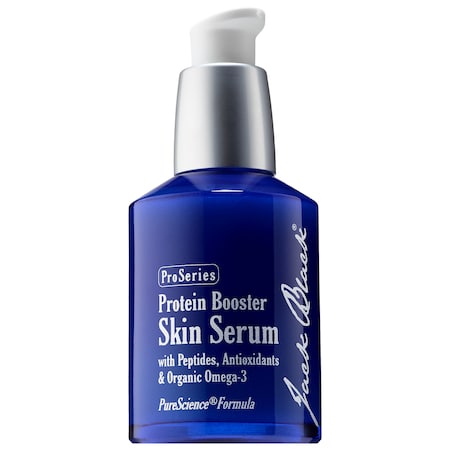 ProSeries
Protein Booster
Skin Serum
with Peptides, Antioxidants
& Organic Omega-3
PureScience® Formula
Jack Black®